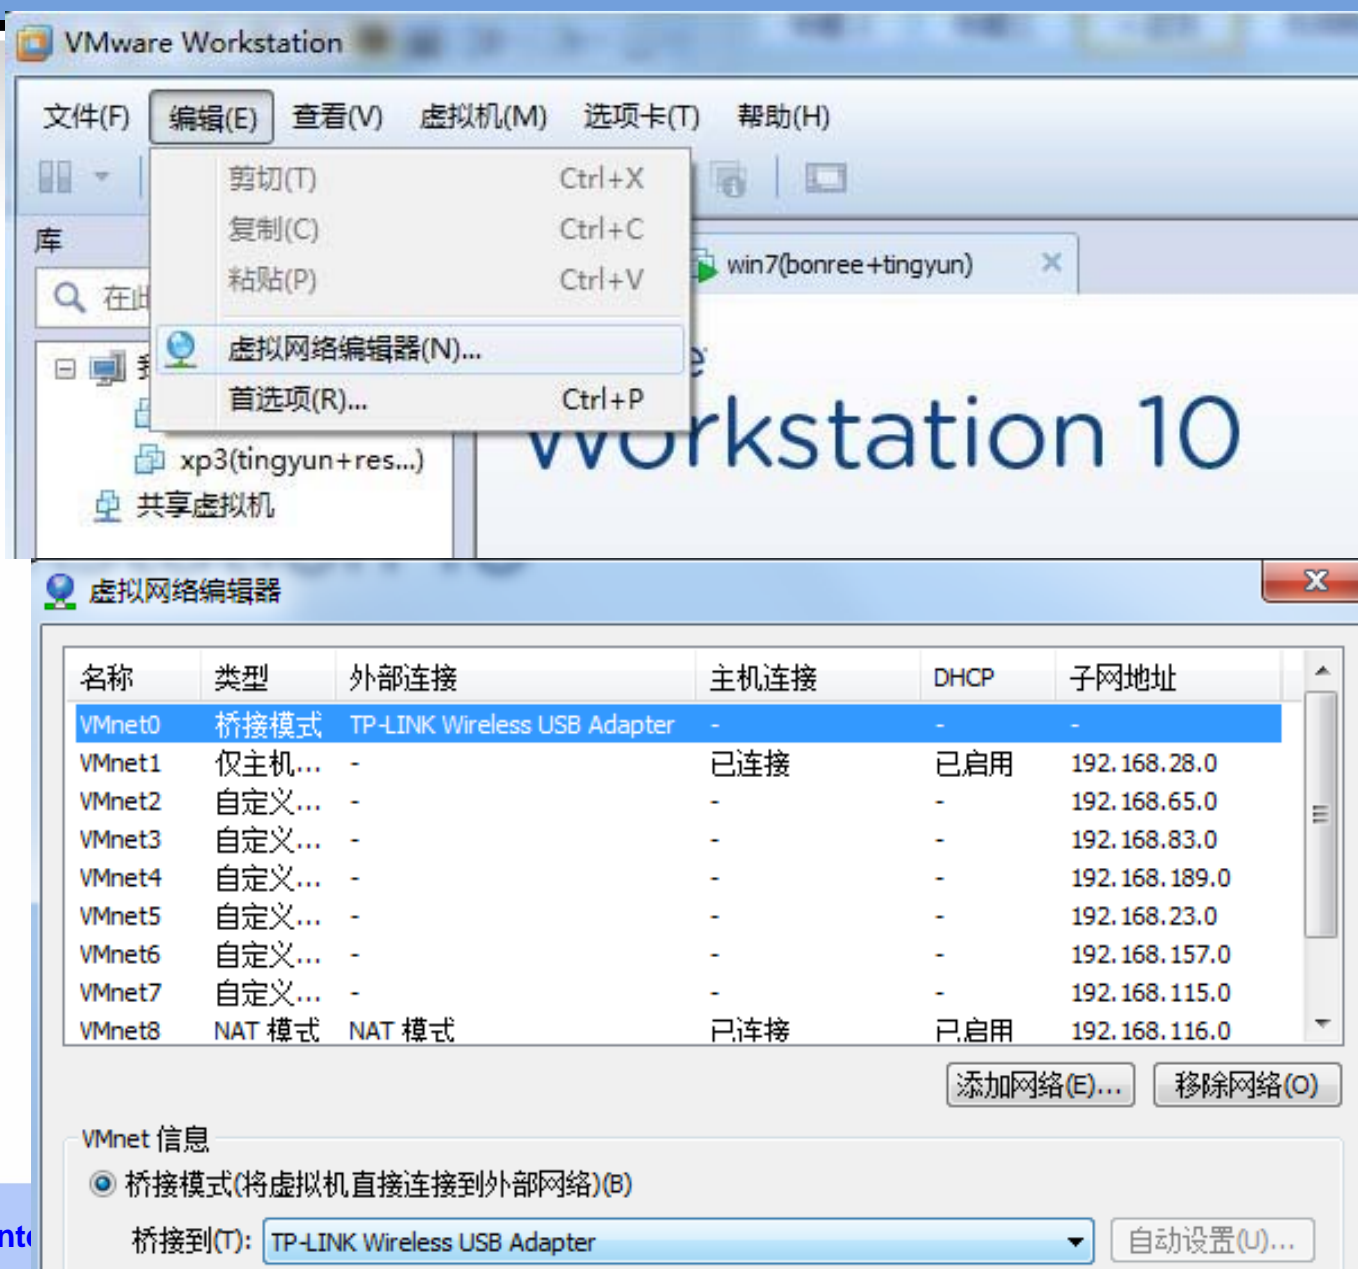 VMware Workstation
文件(F) 编辑(E) 查看(V) 虚拟机(M) 选项卡(T) 帮助(H)
剪切(T) Ctrl+X
复制(C) Ctrl+C
粘贴(P) Ctrl+V
虚拟网络编辑器(N)...
首选项(R)... Ctrl+P
库
在此
win7(bonree+tingyun)
Workstation 10
xp3(tingyun+res...)
共享虚拟机
虚拟网络编辑器
名称 类型 外部连接 主机连接 DHCP 子网地址
VMnet0 桥接模式 TP-LINK Wireless USB Adapter - - -
VMnet1 仅主机... - 已连接 已启用 192.168.28.0
VMnet2 自定义... - - - 192.168.65.0
VMnet3 自定义... - - - 192.168.83.0
VMnet4 自定义... - - - 192.168.189.0
VMnet5 自定义... - - - 192.168.23.0
VMnet6 自定义... - - - 192.168.157.0
VMnet7 自定义... - - - 192.168.115.0
VMnet8 NAT 模式 NAT 模式 已连接 已启用 192.168.116.0
添加网络(E)... 移除网络(O)
VMnet 信息
桥接模式(将虚拟机直接连接到外部网络)(B)
桥接到(T): TP-LINK Wireless USB Adapter 自动设置(U)...